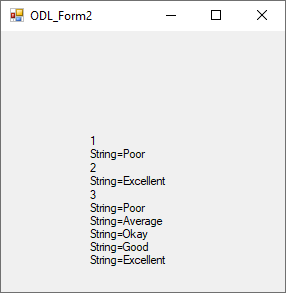 ODL_Form2
1
String=Poor
2
String=Excellent
3
String=Poor
String=Average
String=Okay
String=Good
String=Excellent